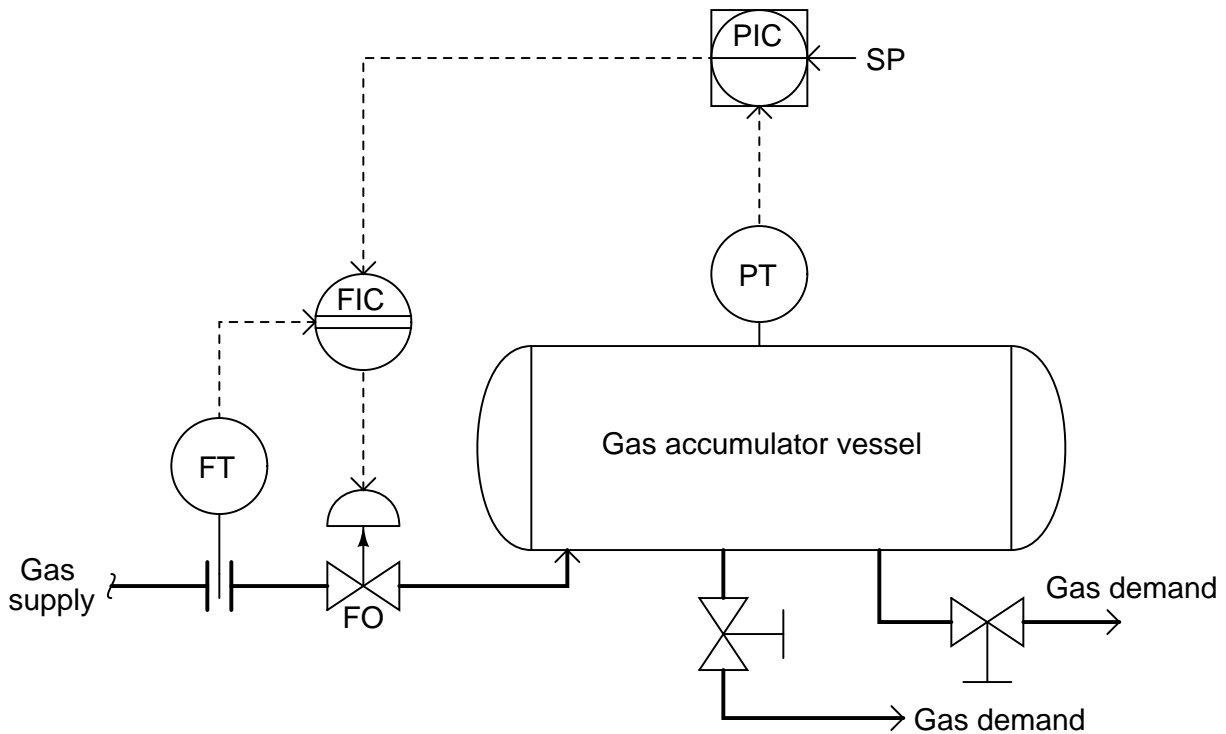 PIC
SP
PT
FIC
Gas accumulator vessel
FT
Gas
supply
FO
Gas demand
Gas demand